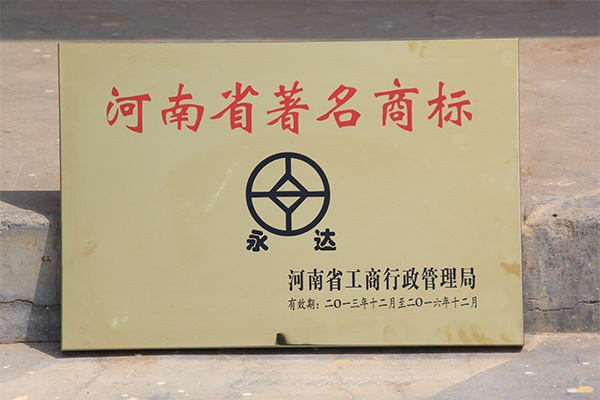 河南省著名商标
永达
河南省工商行政管理局
有效期：二〇一三年十二月至二〇一六年十二月